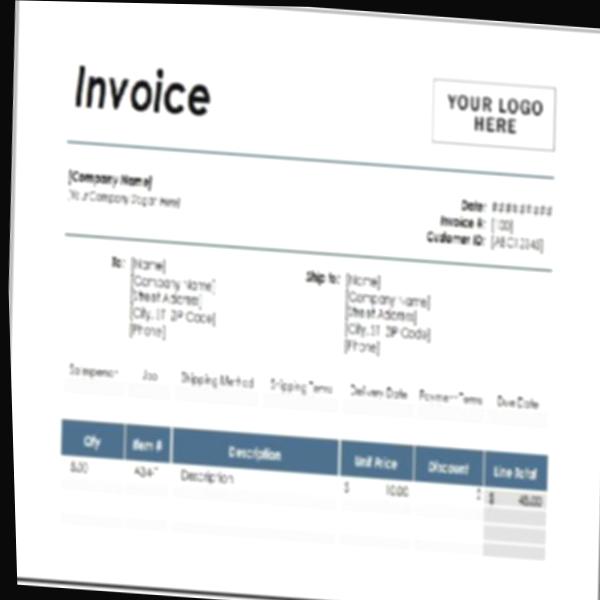 Invoice
YOUR LOGO
HERE
[Company Name]
[Your Company Slogan Here]
Date: ########
Invoice #: [100]
Customer ID: [ABC12345]
To: [Name]
[Company Name]
[Street Address]
[City, ST ZIP Code]
[Phone]
Ship to: [Name]
[Company Name]
[Street Address]
[City, ST ZIP Code]
[Phone]
Salesperson Job Shipping Method Shipping Terms Delivery Date Payment Terms Due Date
Qty Item # Description Unit Price Discount Line Total
5.00 Description $ 10.00 $ 45.00